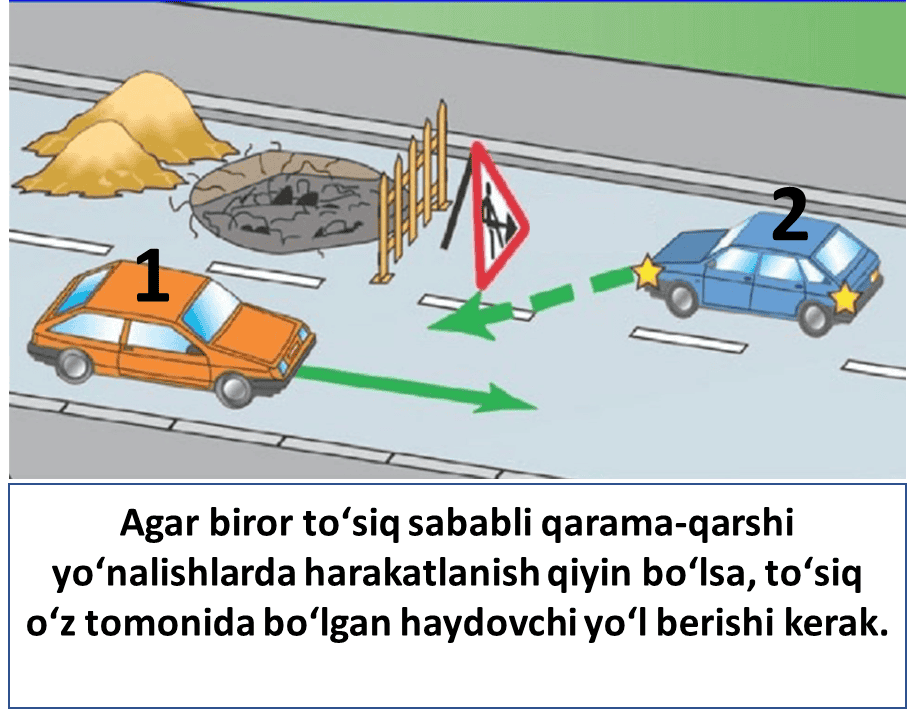 1
2
Agar biror to‘siq sababli qarama-qarshi
yo‘nalishlarda harakatlanish qiyin bo‘lsa, to‘siq
o‘z tomonida bo‘lgan haydovchi yo‘l berishi kerak.